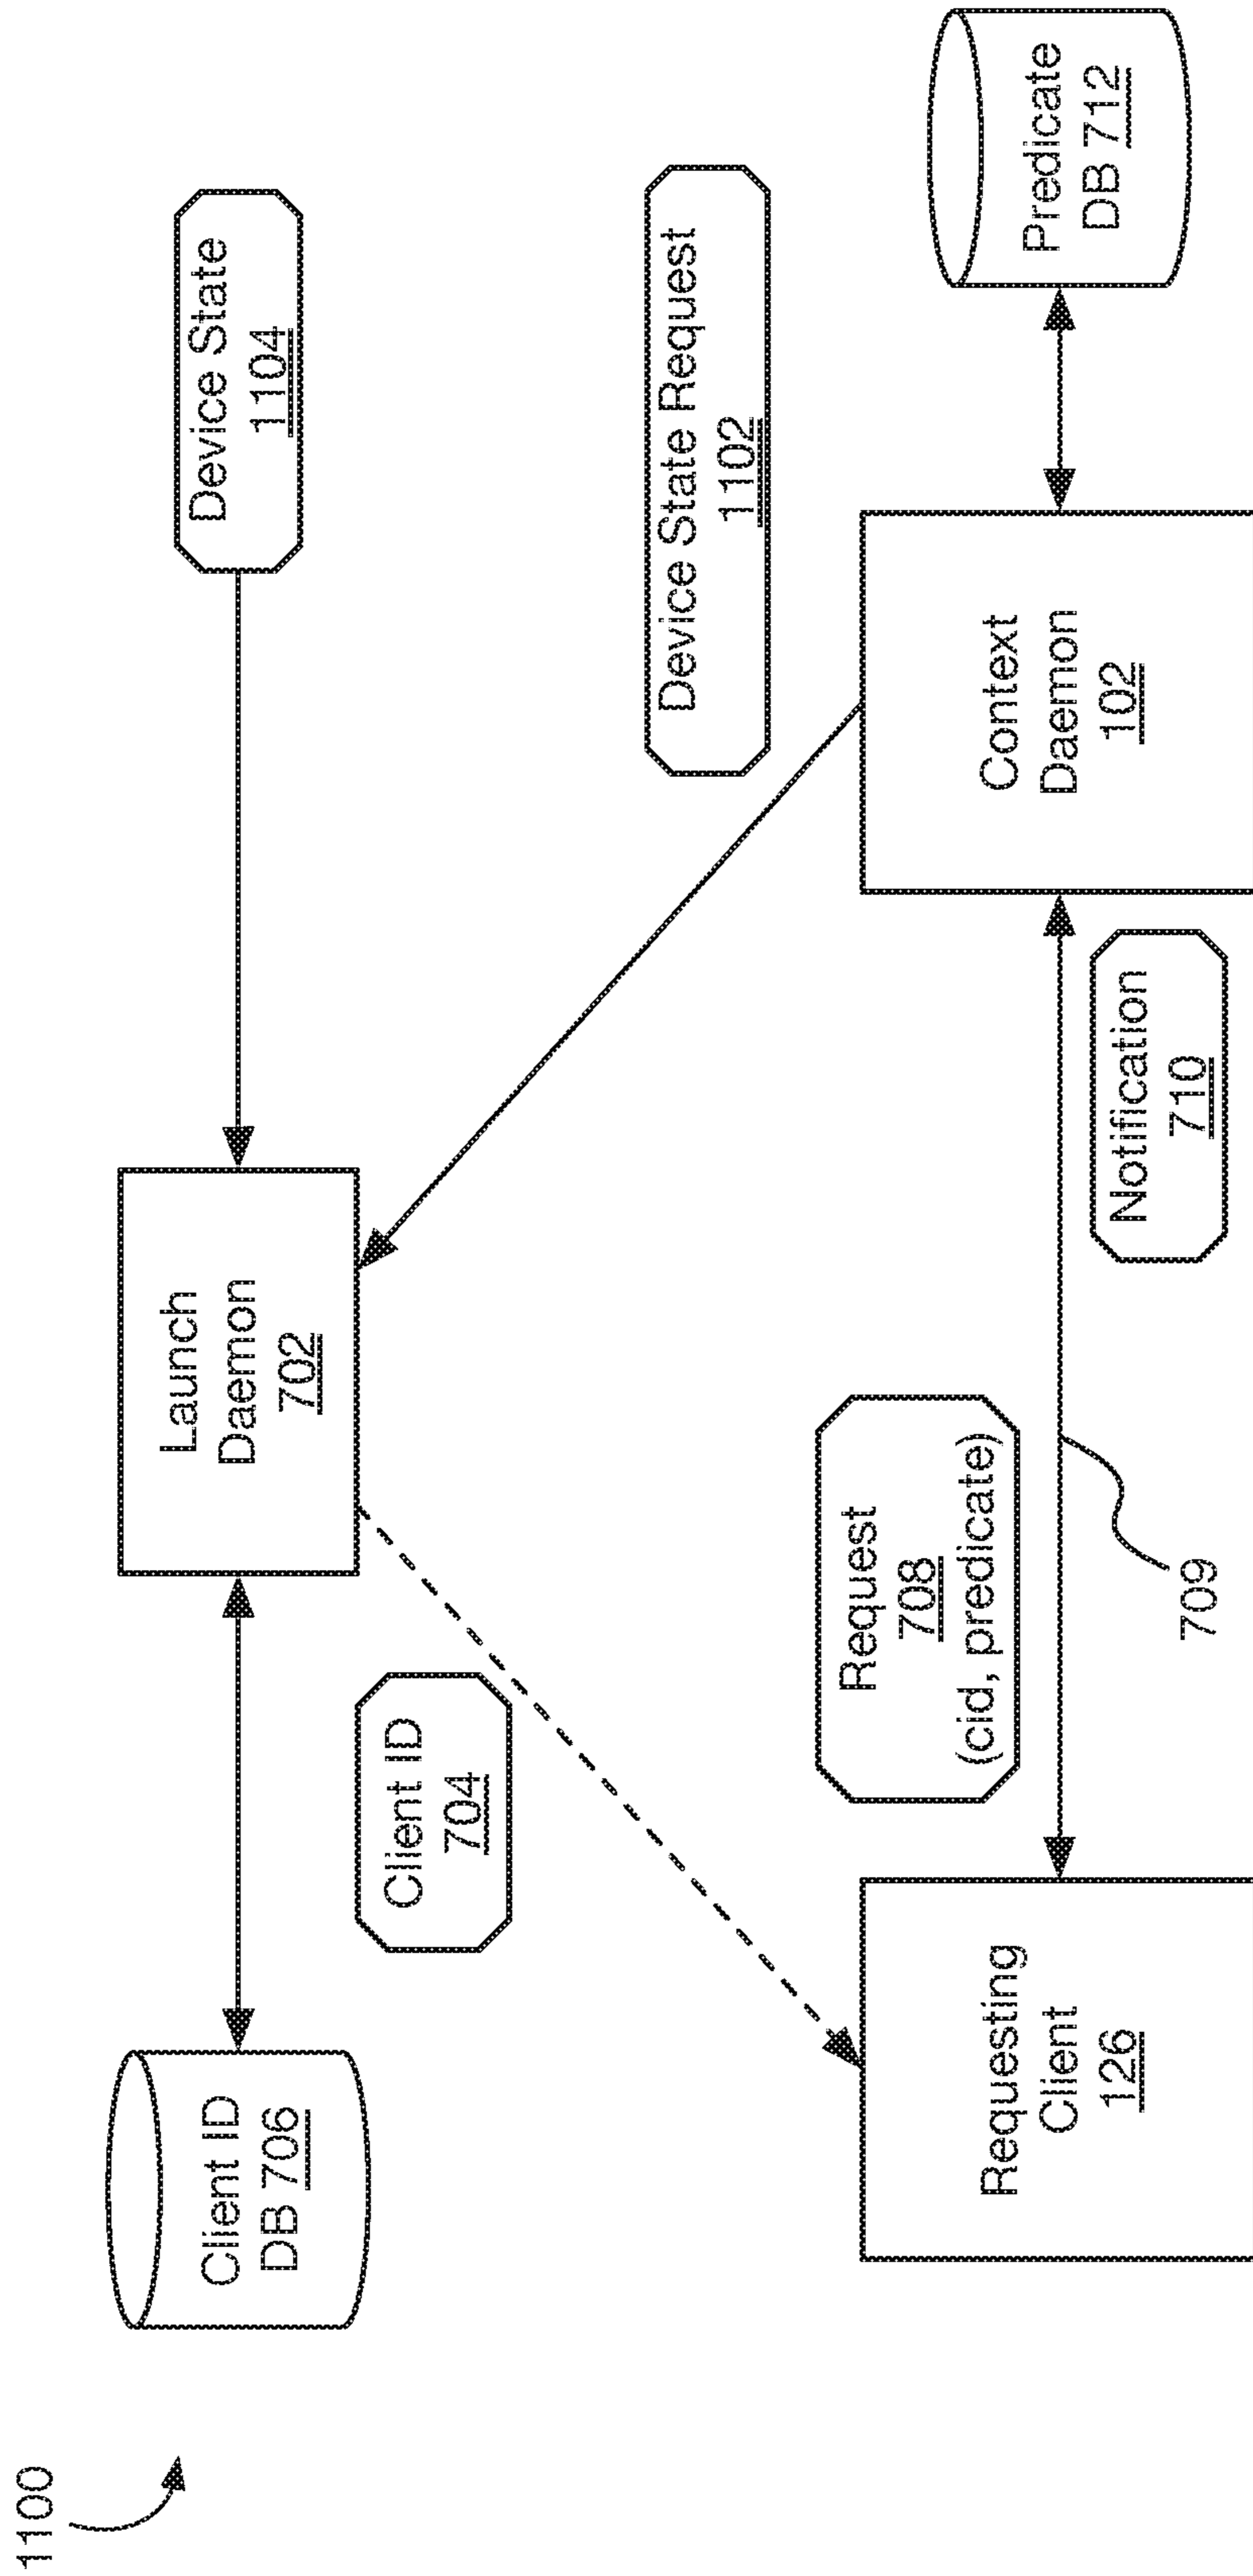 1100
Client ID
DB 706
Launch
Daemon
702
Device State
1104
Client ID
704
Device State Request
1102
Request
708
(cid, predicate)
Notification
710
709
Requesting
Client
126
Context
Daemon
102
Predicate
DB 712